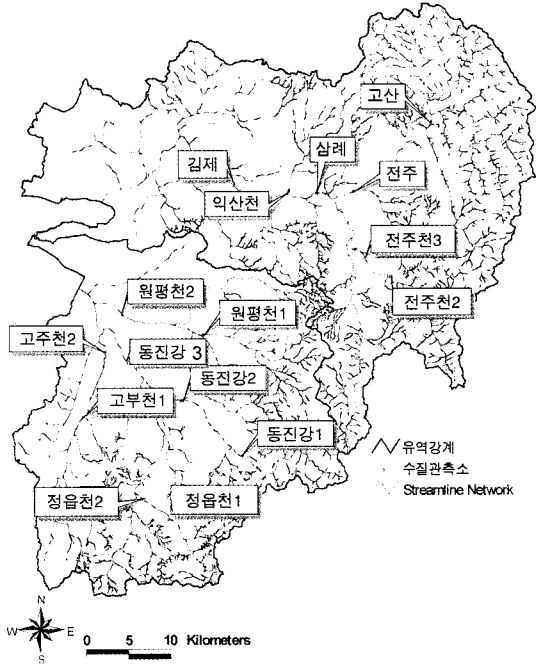 고산
삼례
김제
전주
익산천
전주천3
원평천2
전주천2
원평천1
고주천2
동진강 3
동진강2
고부천1
동진강1
유역강계
수질관측소
Streamline Network
정읍천2
정읍천1
N
W E
S
0 5 10 Kilometers